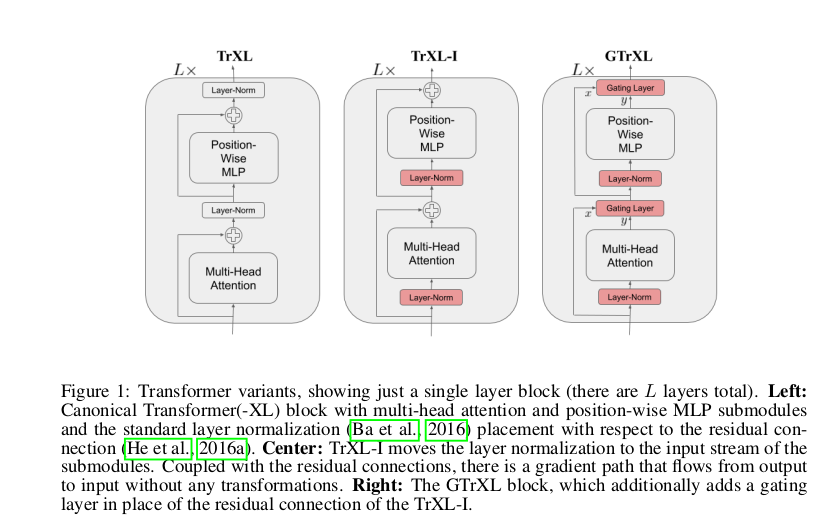 TrXL
L×
Layer-Norm
Position-
Wise
MLP
Layer-Norm
Multi-Head
Attention
TrXL-I
L×
Position-
Wise
MLP
Layer-Norm
Multi-Head
Attention
Layer-Norm
GTrXL
L×
Gating Layer
x
y
Position-
Wise
MLP
Layer-Norm
Gating Layer
x
y
Multi-Head
Attention
Layer-Norm
Figure 1: Transformer variants, showing just a single layer block (there are L layers total). Left:
Canonical Transformer(-XL) block with multi-head attention and position-wise MLP submodules
and the standard layer normalization (Ba et al., 2016) placement with respect to the residual con-
nection (He et al., 2016a). Center: TrXL-I moves the layer normalization to the input stream of the
submodules. Coupled with the residual connections, there is a gradient path that flows from output
to input without any transformations. Right: The GTrXL block, which additionally adds a gating
layer in place of the residual connection of the TrXL-I.